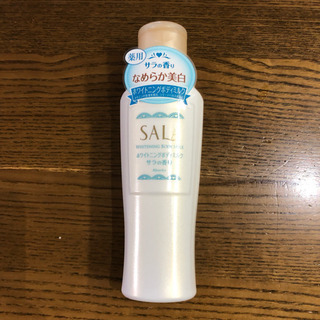 薬用
サラの香り
なめらか美白
ホワイトニングボディミルク
SALA
WHITENING BODY MILK
ホワイトニングボディミルク
サラの香り